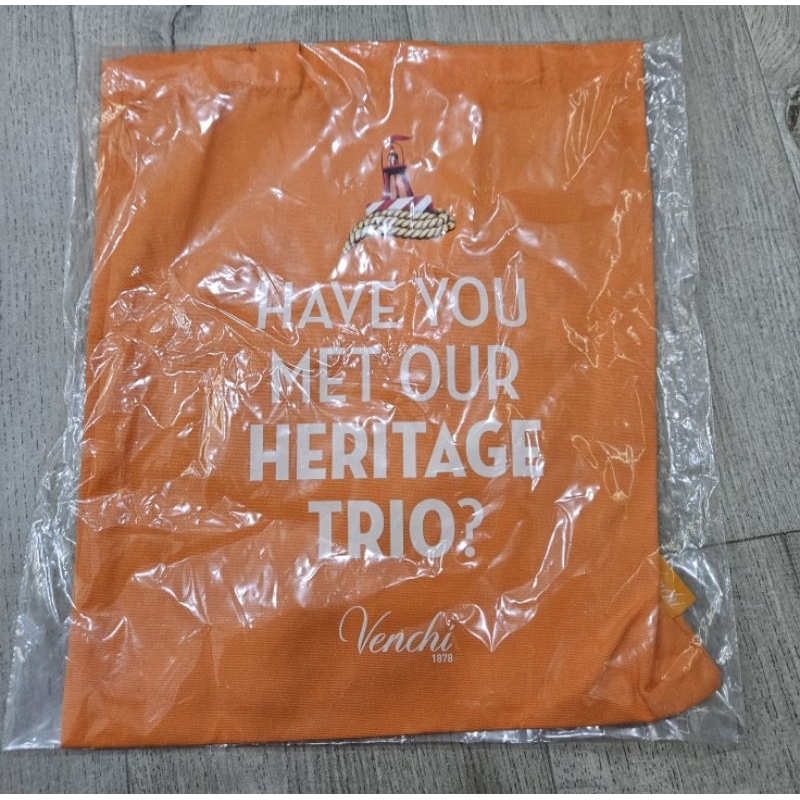 HAVE YOU
MET OUR
HERITAGE
TRIO?
Venchi
1878